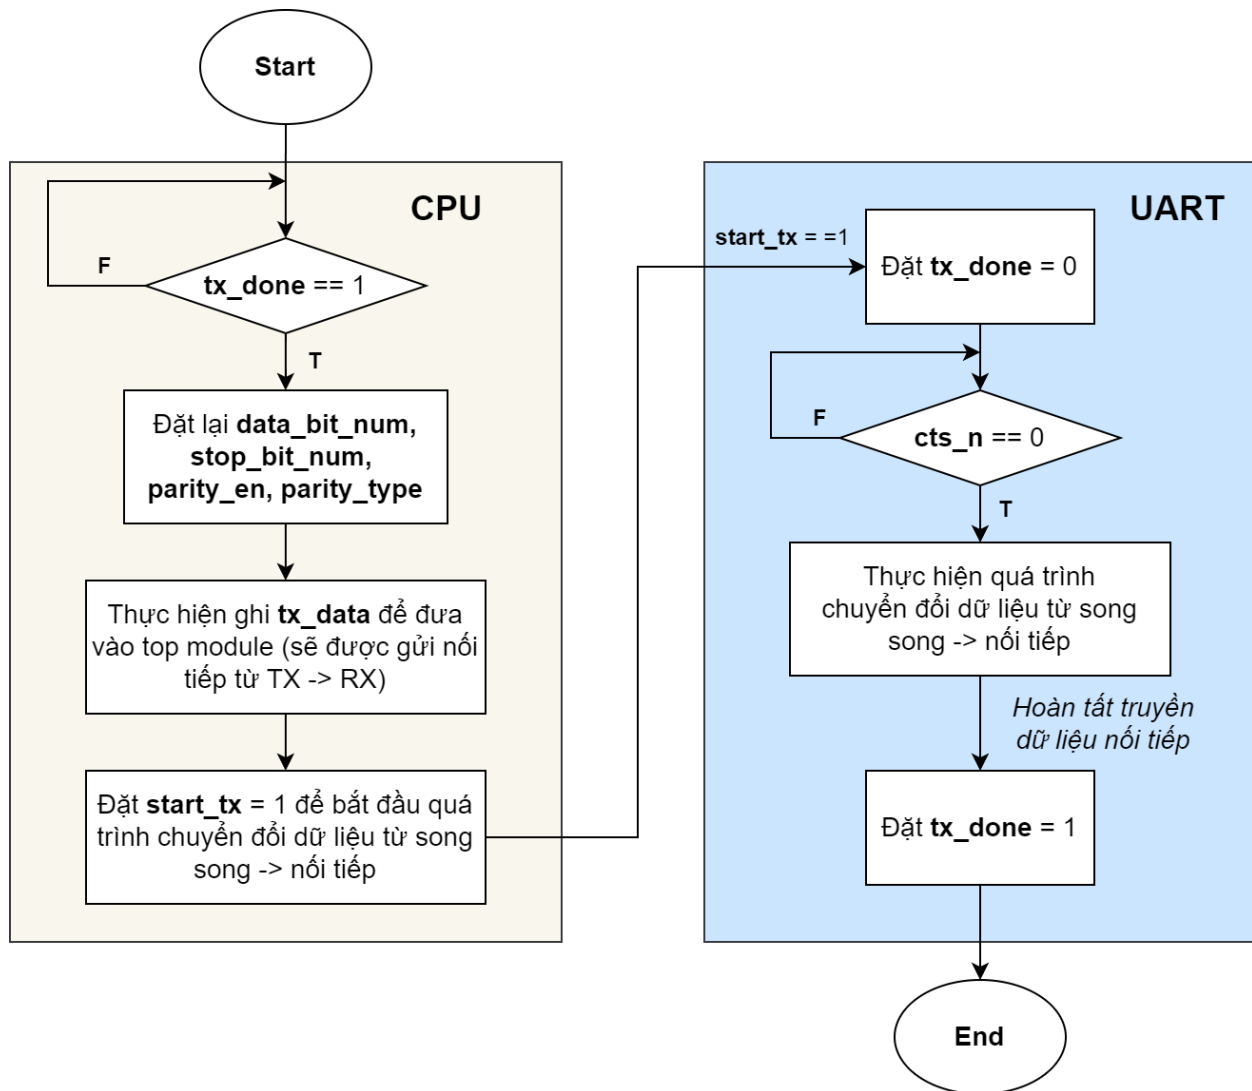 Start
CPU
F
tx_done == 1
T
Đặt lại data_bit_num,
stop_bit_num,
parity_en, parity_type
Thực hiện ghi tx_data để đưa
vào top module (sẽ được gửi nối
tiếp từ TX -> RX)
Đặt start_tx = 1 để bắt đầu quá
trình chuyển đổi dữ liệu từ song
song -> nối tiếp
UART
start_tx = =1
Đặt tx_done = 0
F
cts_n == 0
T
Thực hiện quá trình
chuyển đổi dữ liệu từ song
song -> nối tiếp
Hoàn tất truyền
dữ liệu nối tiếp
Đặt tx_done = 1
End